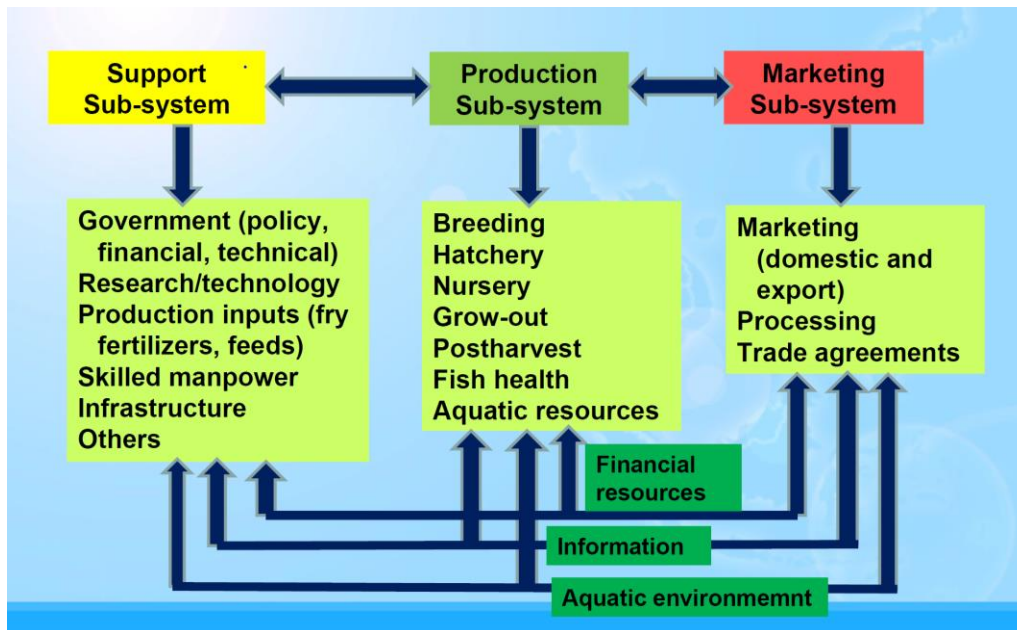 Support
Sub-system
Production
Sub-system
Marketing
Sub-system
Government (policy,
financial, technical)
Research/technology
Production inputs (fry
fertilizers, feeds)
Skilled manpower
Infrastructure
Others
Breeding
Hatchery
Nursery
Grow-out
Postharvest
Fish health
Aquatic resources
Marketing
(domestic and
export)
Processing
Trade agreements
Financial
resources
Information
Aquatic environmemnt